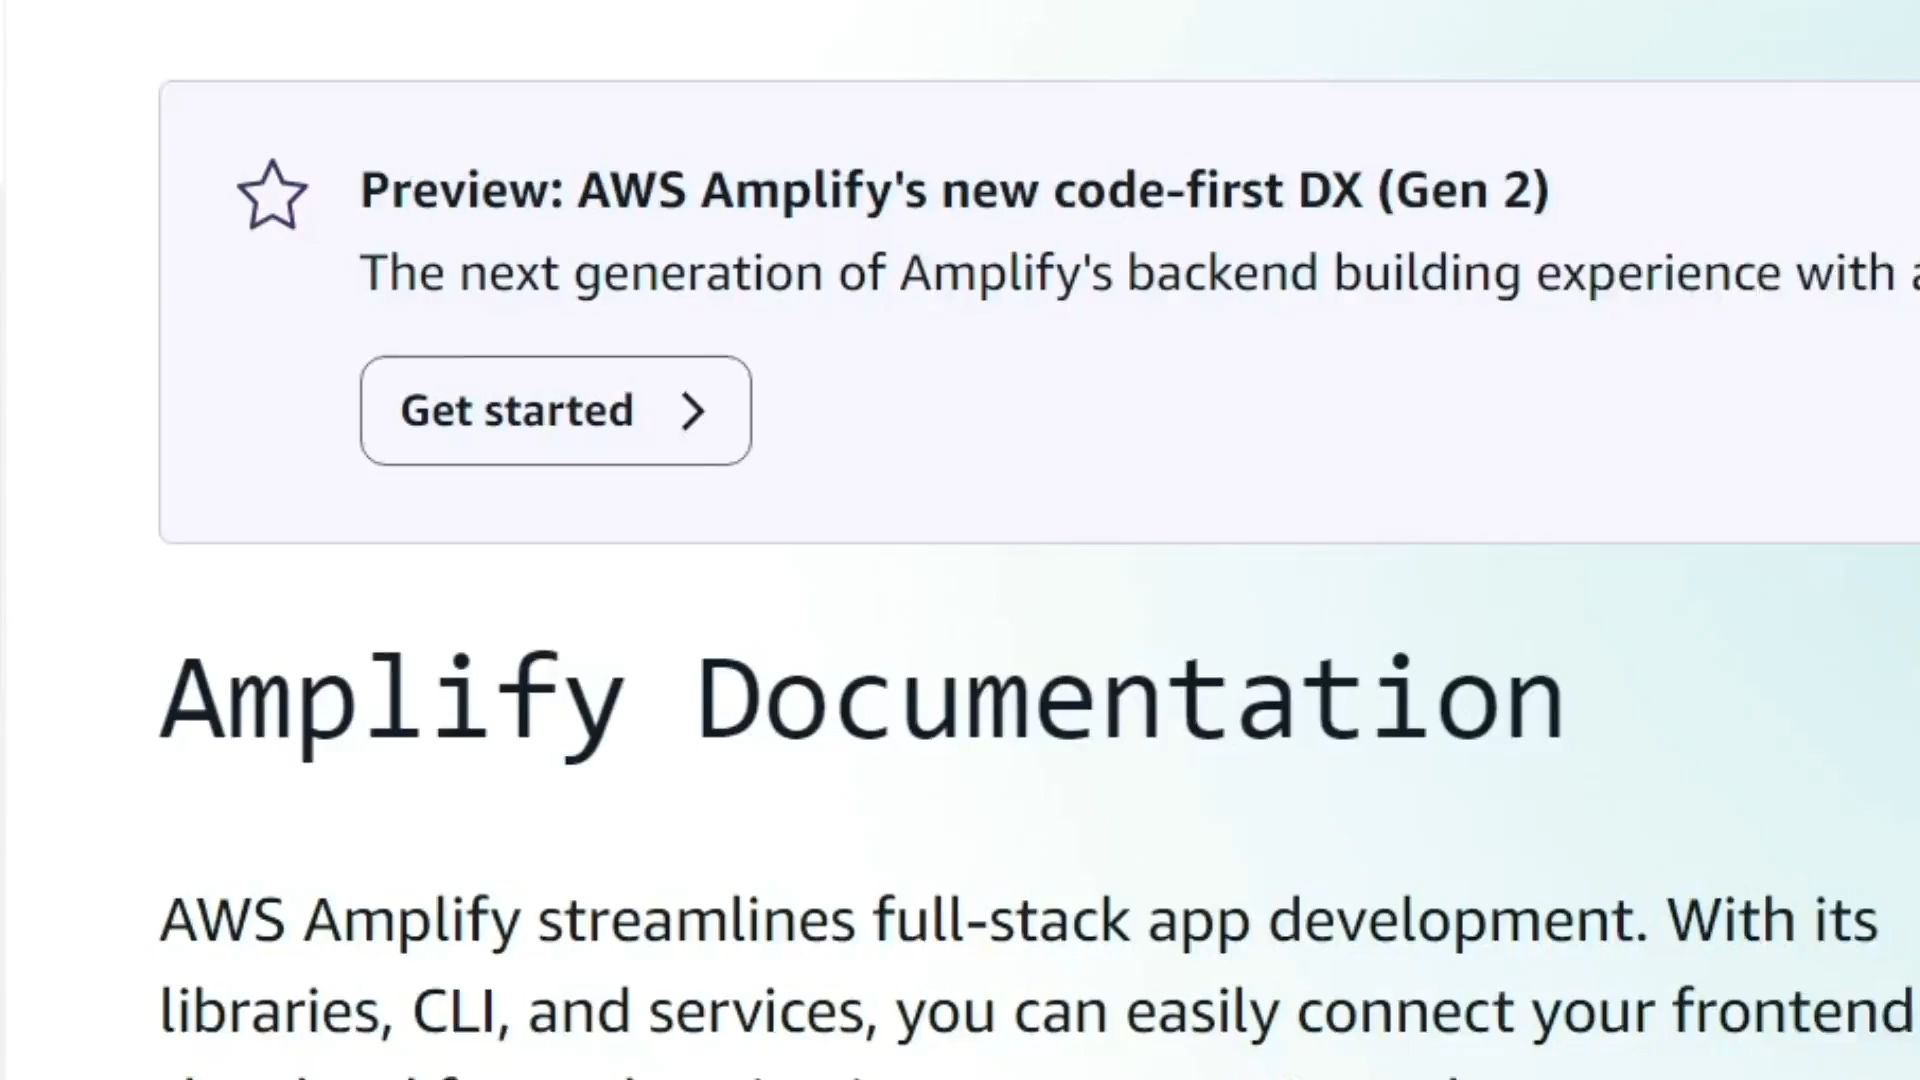 Preview: AWS Amplify's new code-first DX (Gen 2)
The next generation of Amplify's backend building experience with
Get started
Amplify Documentation
AWS Amplify streamlines full-stack app development. With its
libraries, CLI, and services, you can easily connect your frontend